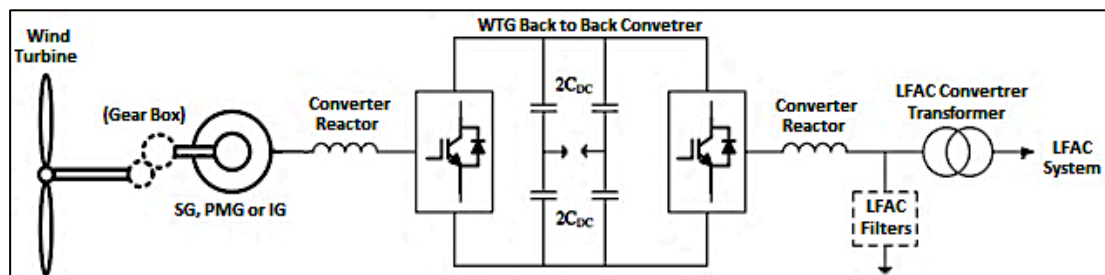 WTG Back to Back Convetrer
Wind
Turbine
(Gear Box)
SG, PMG or IG
Converter
Reactor
2CDC
2CDC
Converter
Reactor
LFAC Convertrer
Transformer
LFAC
System
LFAC
Filters